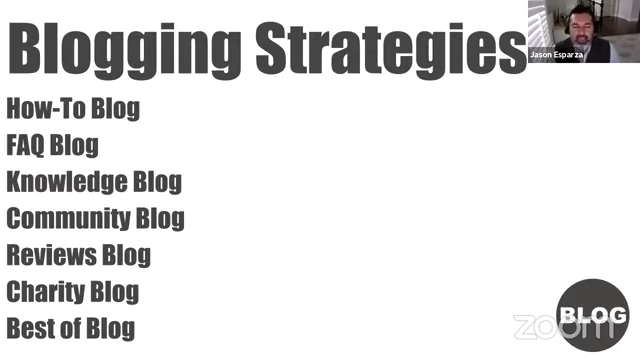 Blogging Strategies
Jason Esparza
How-To Blog
FAQ Blog
Knowledge Blog
Community Blog
Reviews Blog
Charity Blog
Best of Blog
BLOG
zoom